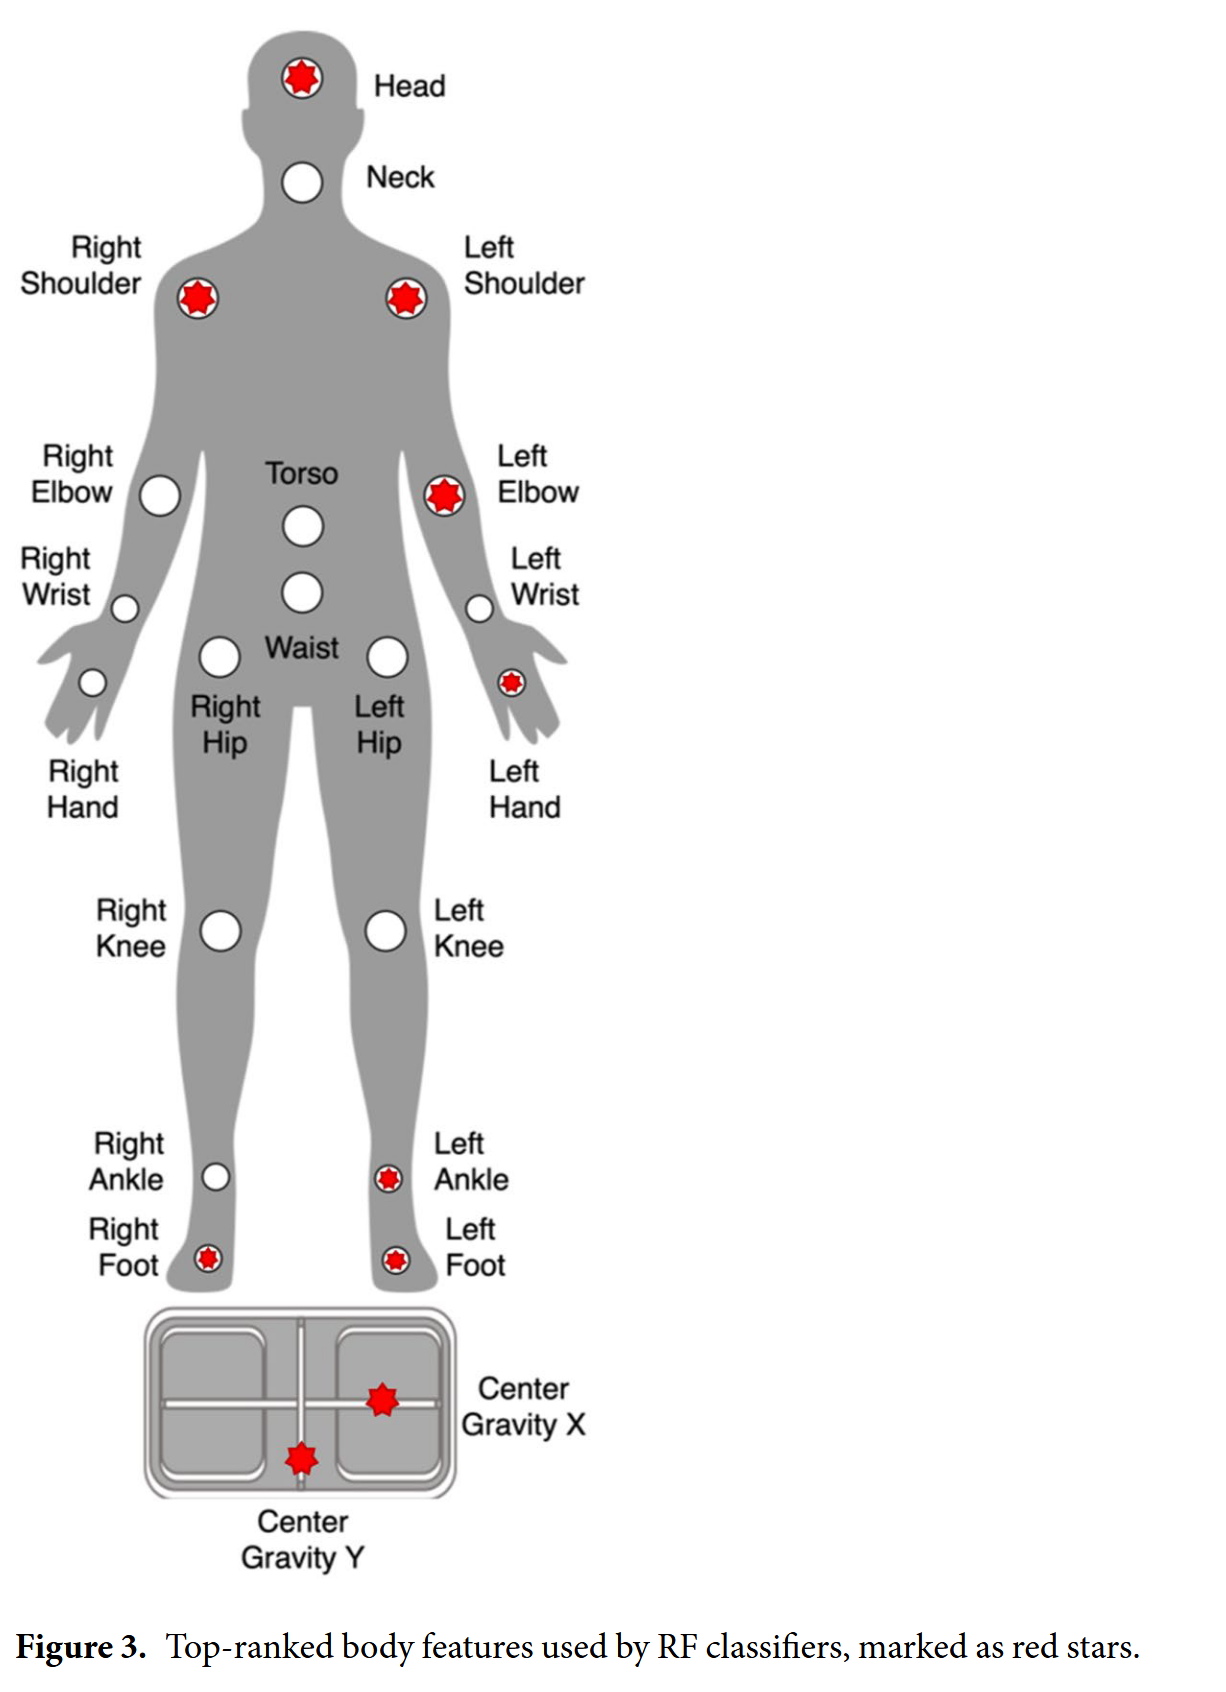 Head
Neck
Right
Shoulder
Left
Shoulder
Right
Elbow
Torso
Left
Elbow
Right
Wrist
Left
Wrist
Waist
Right
Hip
Left
Hip
Right
Hand
Left
Hand
Right
Knee
Left
Knee
Right
Ankle
Left
Ankle
Right
Foot
Left
Foot
Center
Gravity X
Center
Gravity Y
Figure 3. Top-ranked body features used by RF classifiers, marked as red stars.